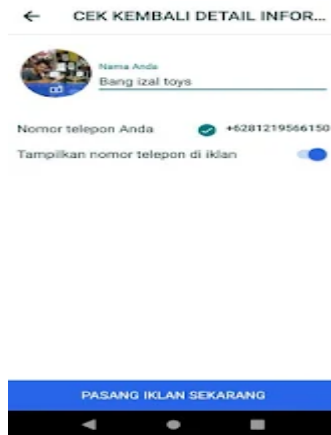 CEK KEMBALI DETAIL INFOR...
Nama Anda
Bang izal toys
Nomor telepon Anda +6281219566150
Tampilkan nomor telepon di iklan
PASANG IKLAN SEKARANG